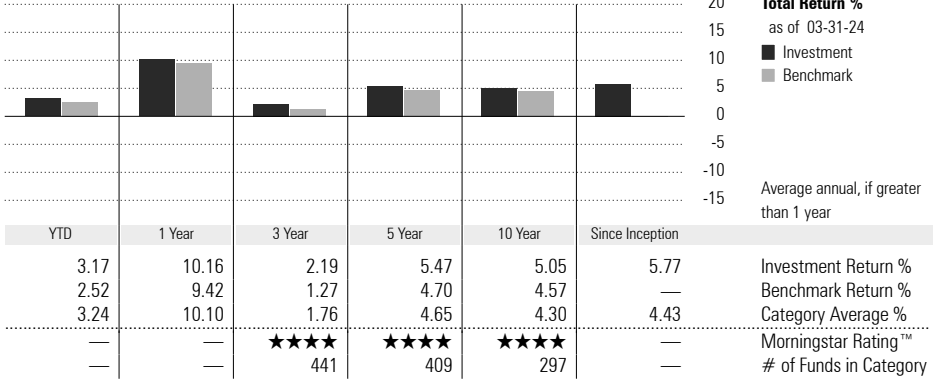 20 Total Return %
15 as of 03-31-24
10 Investment
5 Benchmark
0
-5
-10
-15 Average annual, if greater
than 1 year
YTD 1 Year 3 Year 5 Year 10 Year Since Inception
3.17 10.16 2.19 5.47 5.05 5.77 Investment Return %
2.52 9.42 1.27 4.70 4.57 — Benchmark Return %
3.24 10.10 1.76 4.65 4.30 4.43 Category Average %
— — ★★★★ ★★★★ ★★★★ — Morningstar Rating™
— — 441 409 297 — # of Funds in Category